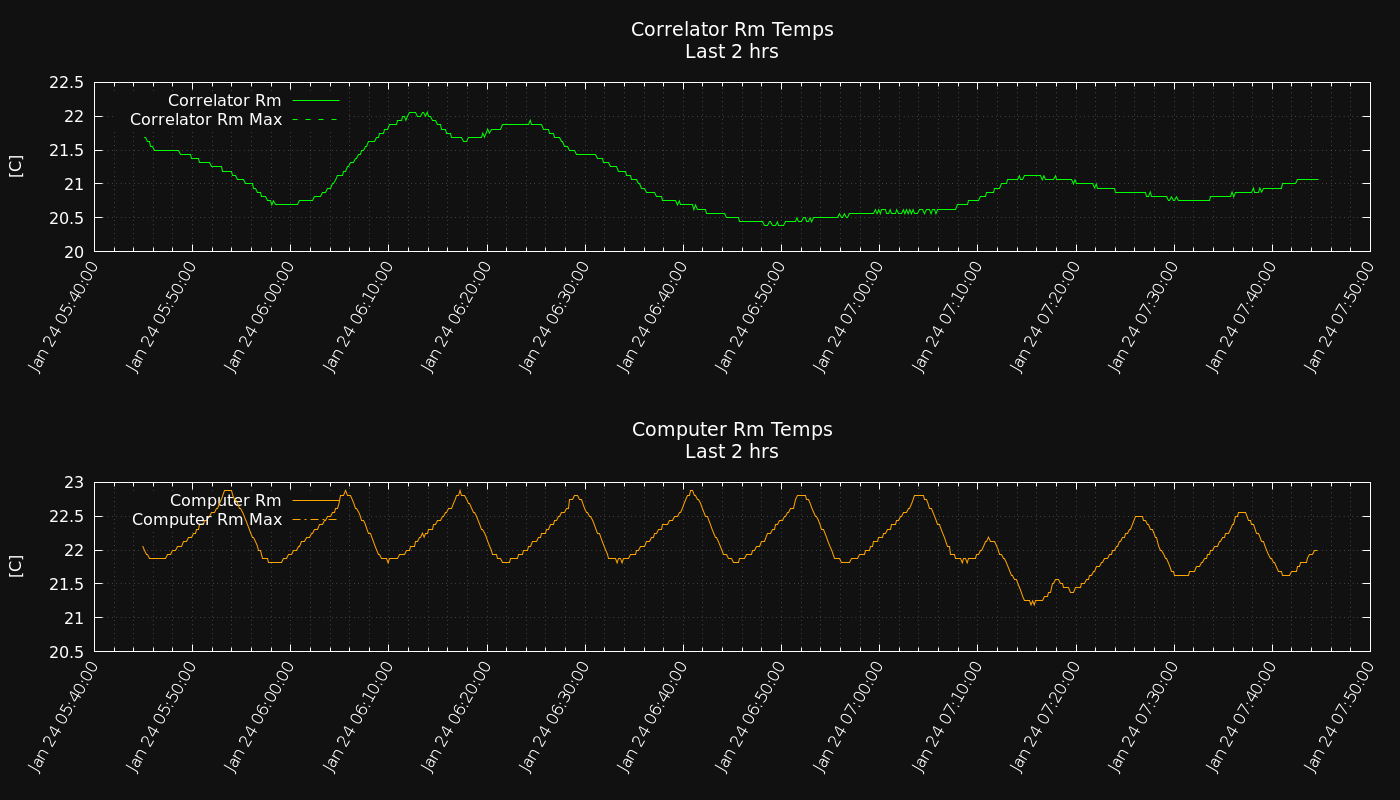 Correlator Rm Temps
Last 2 hrs
22.5
22
21.5
21
20.5
20
[C]
Correlator Rm
Correlator Rm Max
Jan 24 05:40:00
Jan 24 05:50:00
Jan 24 06:00:00
Jan 24 06:10:00
Jan 24 06:20:00
Jan 24 06:30:00
Jan 24 06:40:00
Jan 24 06:50:00
Jan 24 07:00:00
Jan 24 07:10:00
Jan 24 07:20:00
Jan 24 07:30:00
Jan 24 07:40:00
Jan 24 07:50:00
Computer Rm Temps
Last 2 hrs
23
22.5
22
21.5
21
20.5
[C]
Computer Rm
Computer Rm Max
Jan 24 05:40:00
Jan 24 05:50:00
Jan 24 06:00:00
Jan 24 06:10:00
Jan 24 06:20:00
Jan 24 06:30:00
Jan 24 06:40:00
Jan 24 06:50:00
Jan 24 07:00:00
Jan 24 07:10:00
Jan 24 07:20:00
Jan 24 07:30:00
Jan 24 07:40:00
Jan 24 07:50:00